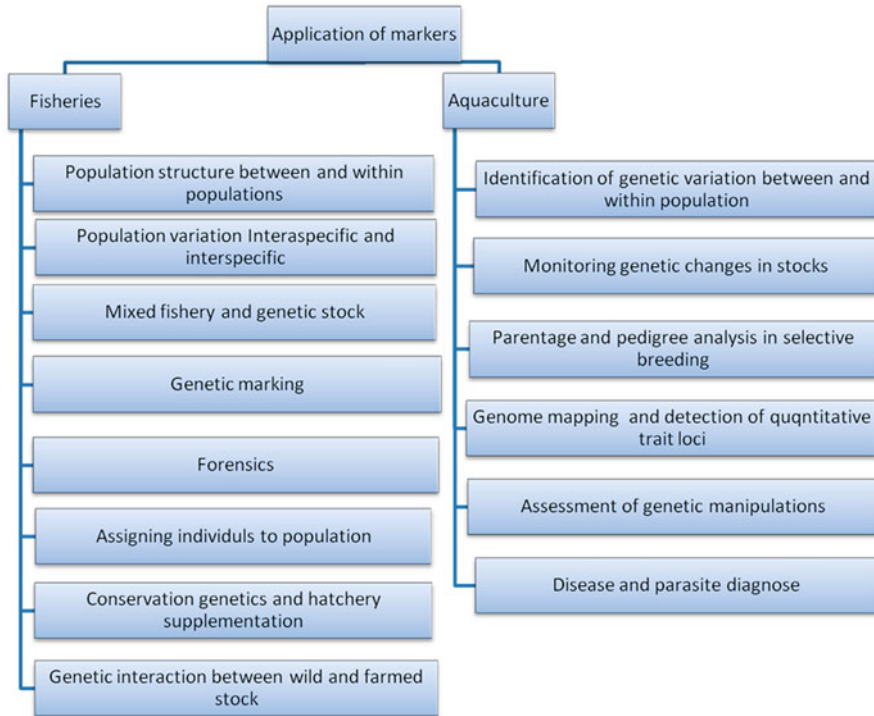 Application of markers
Fisheries
Population structure between and within
populations
Population variation Interaspecific and
interspecific
Mixed fishery and genetic stock
Genetic marking
Forensics
Assigning individuls to population
Conservation genetics and hatchery
supplementation
Genetic interaction between wild and farmed
stock
Aquaculture
Identification of genetic variation between and
within population
Monitoring genetic changes in stocks
Parentage and pedigree analysis in selective
breeding
Genome mapping and detection of quqntitative
trait loci
Assessment of genetic manipulations
Disease and parasite diagnose